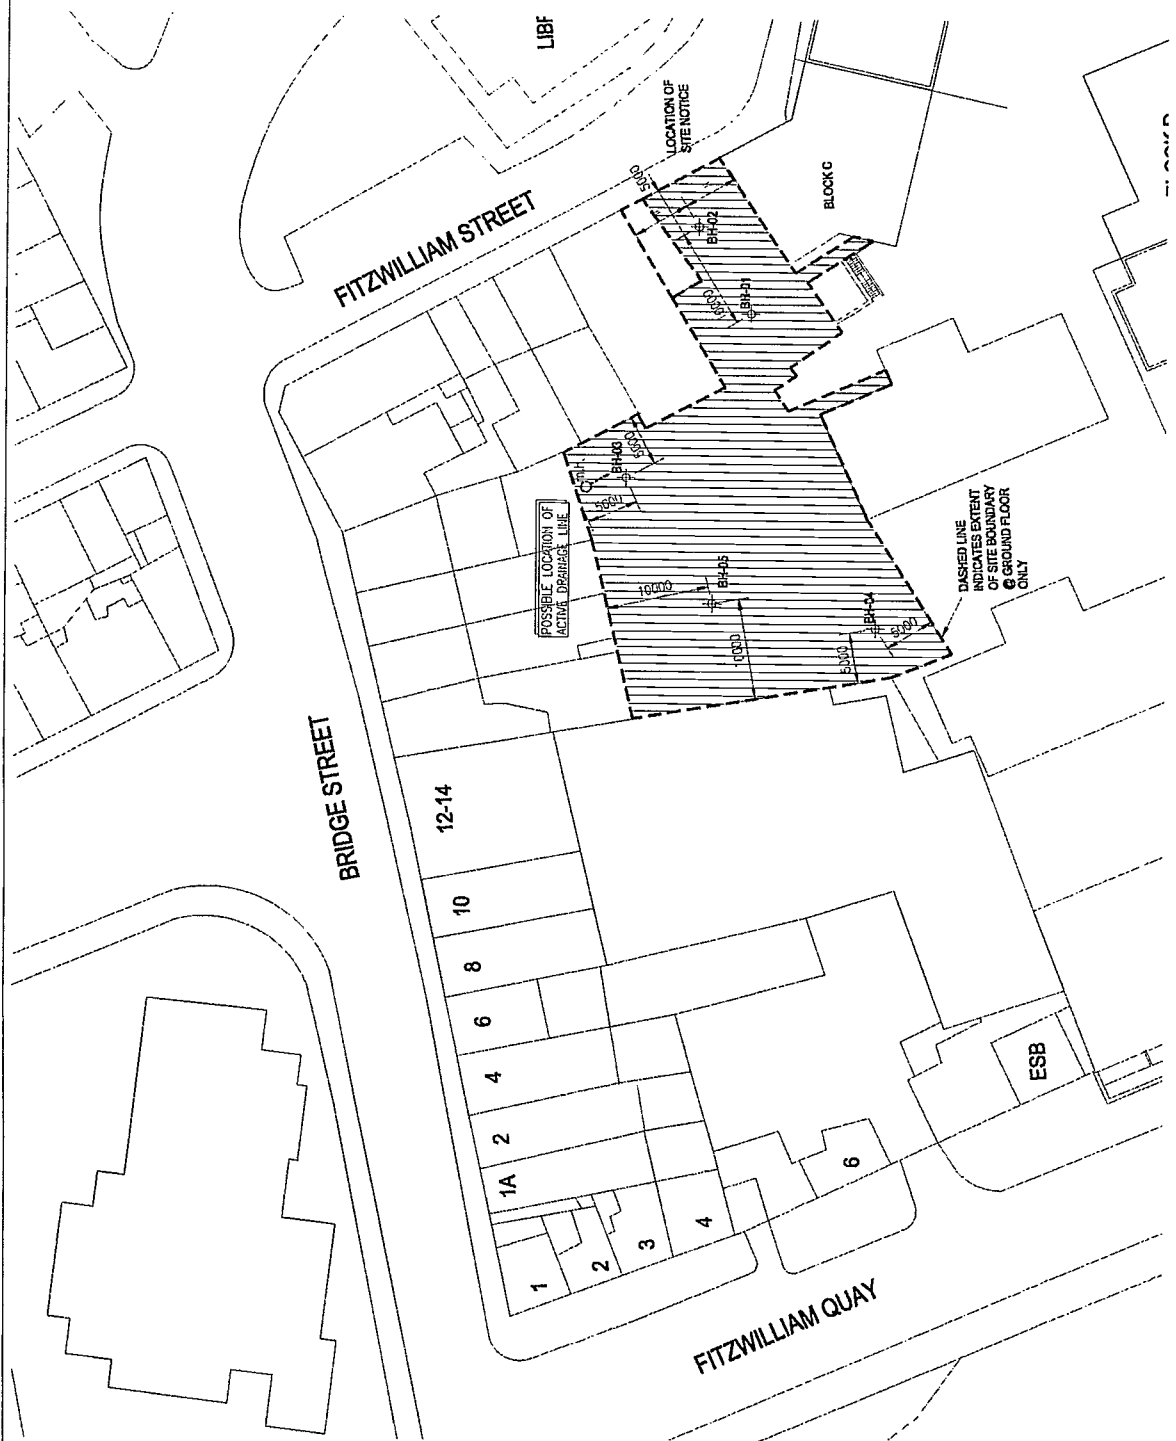 LIBF
LOCATION OF
SITE NOTICE
FITZWILLIAM STREET
5000
BH-02
BLOCK C
10000
BH-01
POSSIBLE LOCATION OF
ACTIVE DRAINAGE LINE
m.H.
5000
BH-03
5000
BRIDGE STREET
10000
BH-05
10000
BH-04
5000
5000
DASHED LINE
INDICATES EXTENT
OF SITE BOUNDARY
@ GROUND FLOOR
ONLY
12-14
10
8
6
4
2
1A
1
2
3
4
6
ESB
FITZWILLIAM QUAY